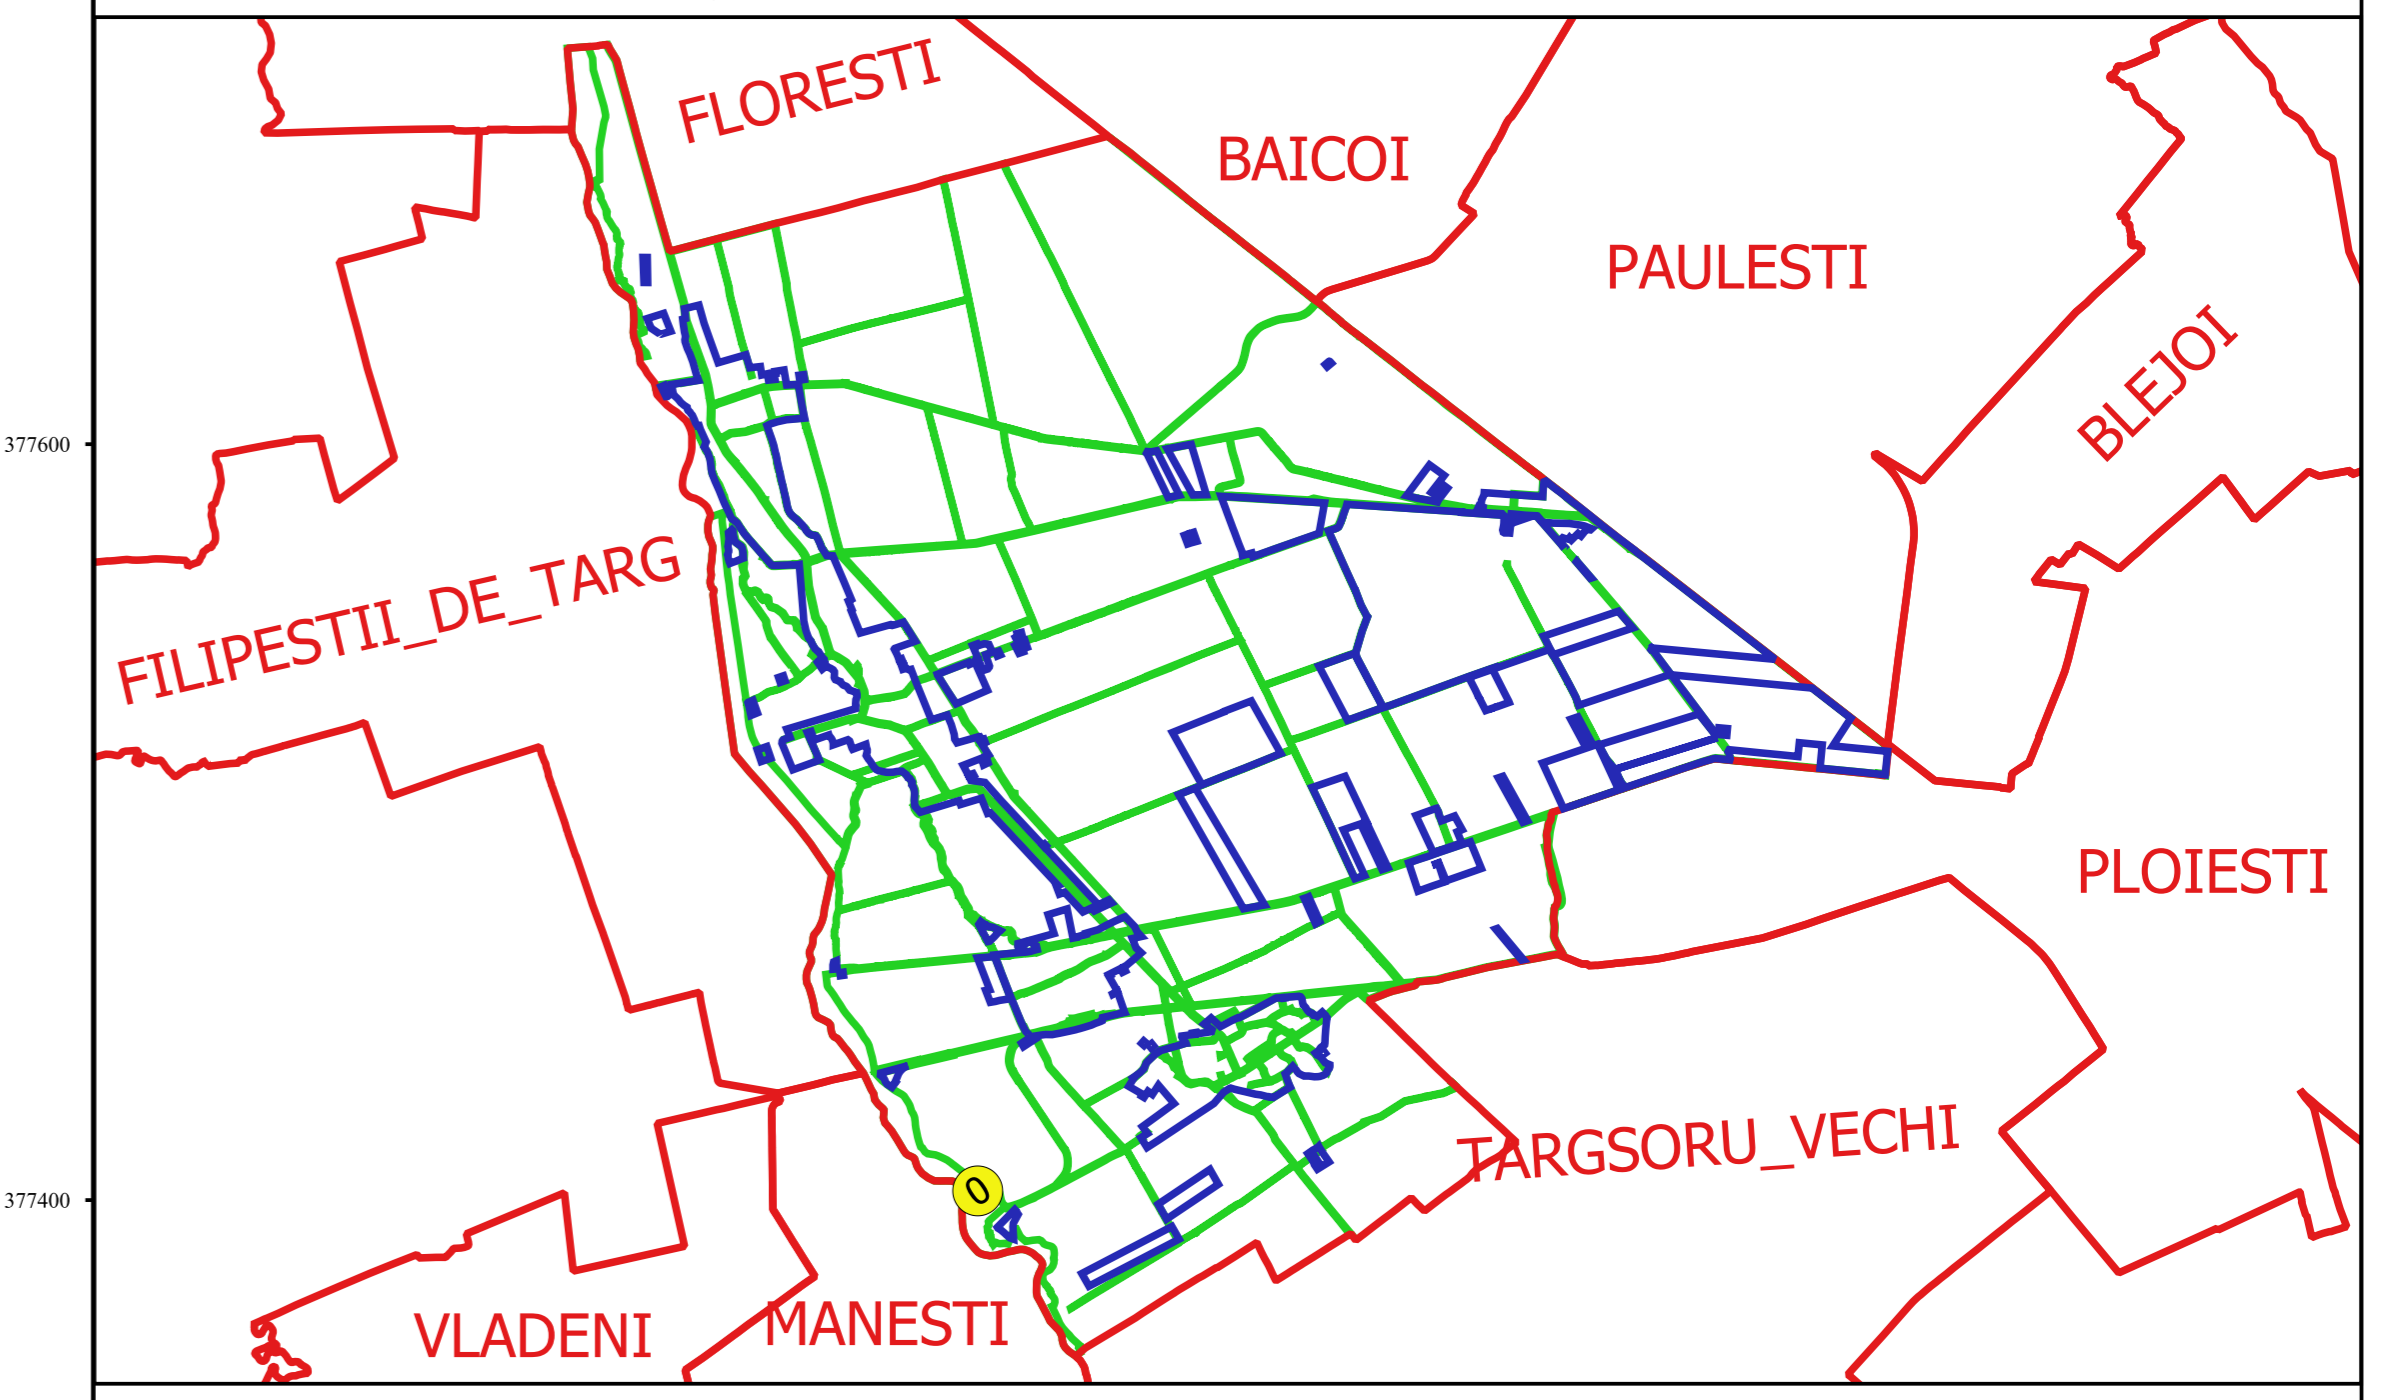 FLORESTI
BAICOI
PAULESTI
BLEJOI
377600
FILIPESTII_DE_TARG
PLOIESTI
TARGSORU_VECHI
377400
0
VLADENI
MANESTI